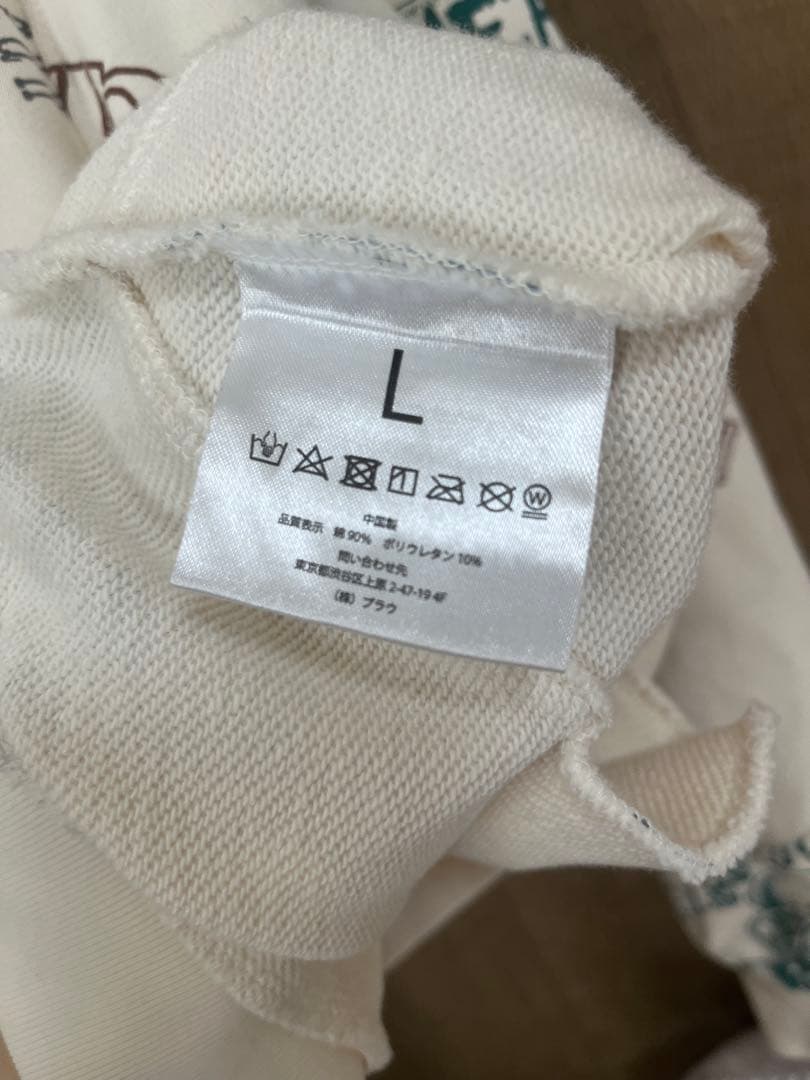 L
W
中国製
品質表示 綿 90% ポリウレタン 10%
問い合わせ先
東京都渋谷区上原 2-47-19 4F
（株）ブラウ